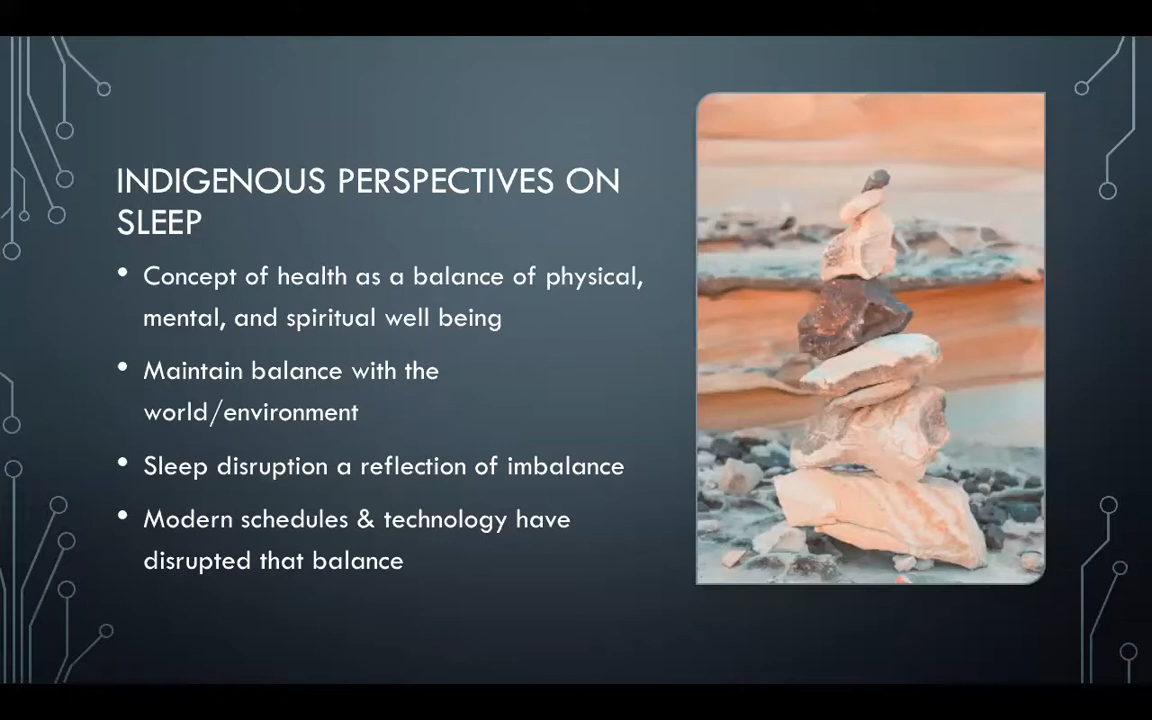 INDIGENOUS PERSPECTIVES ON
SLEEP
• Concept of health as a balance of physical,
mental, and spiritual well being
• Maintain balance with the
world/environment
• Sleep disruption a reflection of imbalance
• Modern schedules & technology have
disrupted that balance